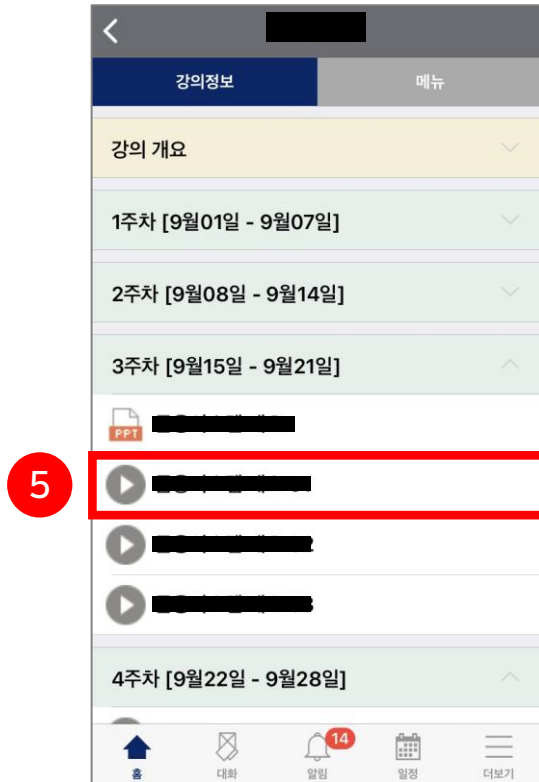 강의정보
메뉴
강의 개요
1주차 [9월01일 - 9월07일]
2주차 [9월08일 - 9월14일]
3주차 [9월15일 - 9월21일]
PPT
5
4주차 [9월22일 - 9월28일]
14
홈
대화
알림
일정
더보기